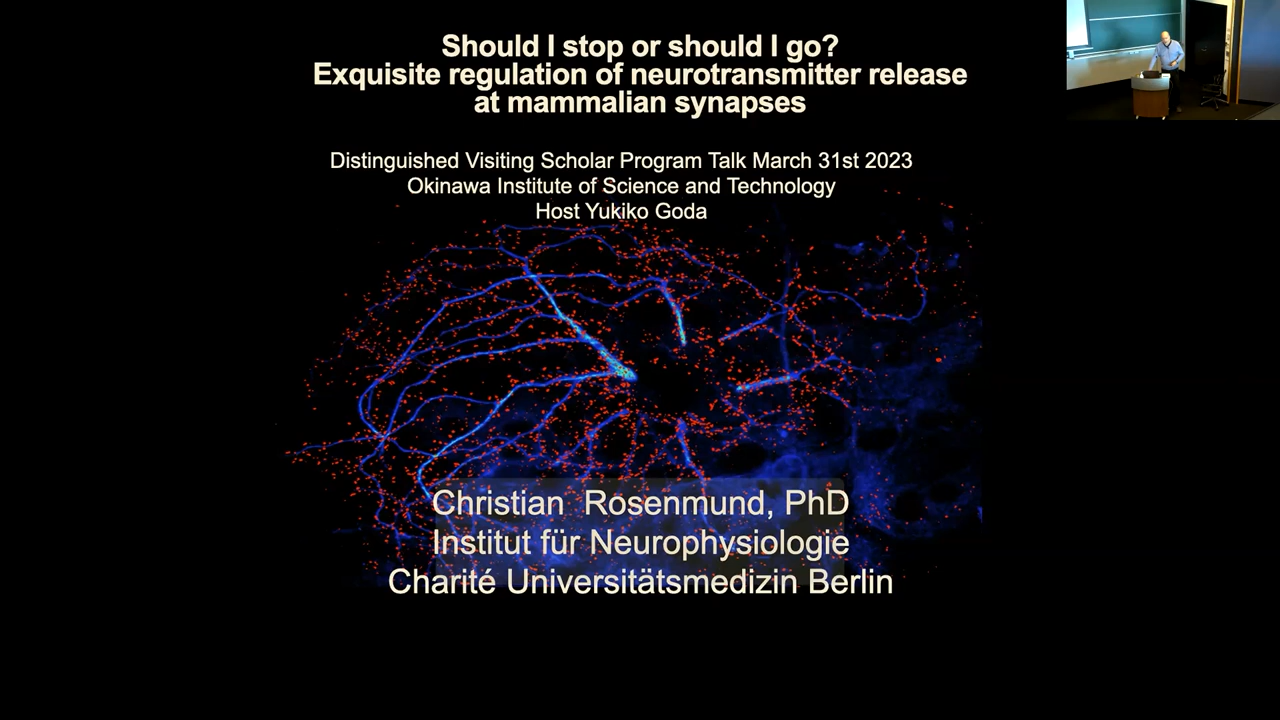 Should I stop or should I go?
Exquisite regulation of neurotransmitter release
at mammalian synapses
Distinguished Visiting Scholar Program Talk March 31st 2023
Okinawa Institute of Science and Technology
Host Yukiko Goda
Christian  Rosenmund, PhD
Institut für Neurophysiologie
Charité Universitätsmedizin Berlin